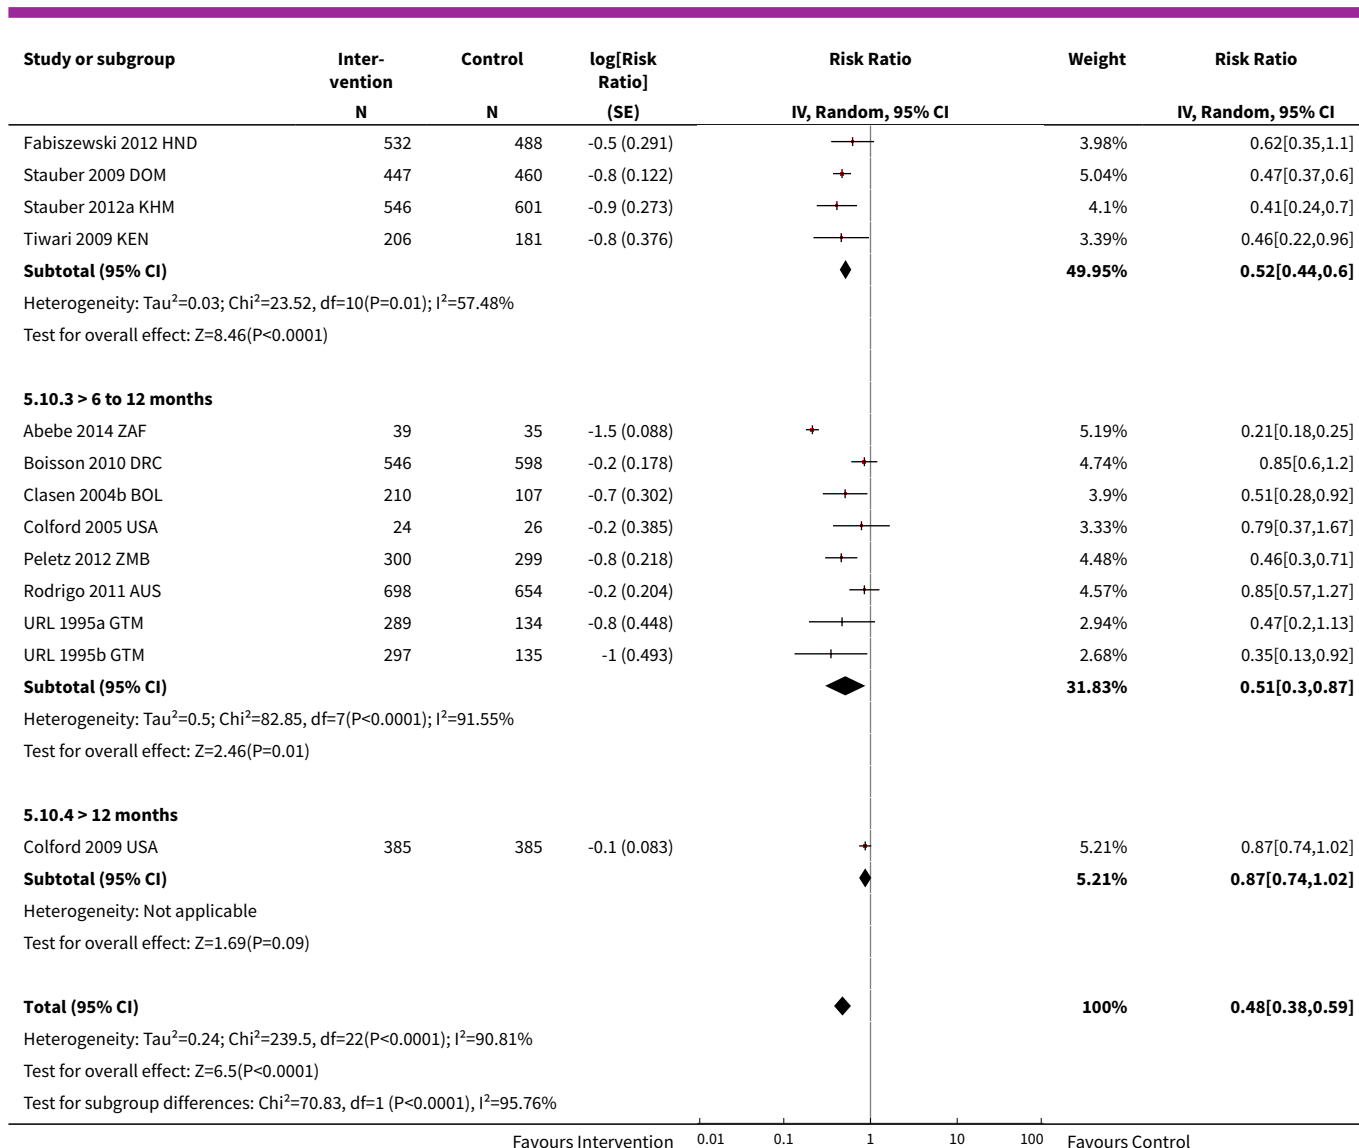 Study or subgroup Inter-vention Control log[Risk Ratio] Risk Ratio Weight Risk Ratio
N N (SE) IV, Random, 95% CI IV, Random, 95% CI
Fabiszewski 2012 HND 532 488 -0.5 (0.291) 3.98% 0.62[0.35,1.1]
Stauber 2009 DOM 447 460 -0.8 (0.122) 5.04% 0.47[0.37,0.6]
Stauber 2012a KHM 546 601 -0.9 (0.273) 4.1% 0.41[0.24,0.7]
Tiwari 2009 KEN 206 181 -0.8 (0.376) 3.39% 0.46[0.22,0.96]
Subtotal (95% CI) 49.95% 0.52[0.44,0.6]
Heterogeneity: Tau²=0.03; Chi²=23.52, df=10(P=0.01); I²=57.48%
Test for overall effect: Z=8.46(P<0.0001)
5.10.3 > 6 to 12 months
Abebe 2014 ZAF 39 35 -1.5 (0.088) 5.19% 0.21[0.18,0.25]
Boisson 2010 DRC 546 598 -0.2 (0.178) 4.74% 0.85[0.6,1.2]
Clasen 2004b BOL 210 107 -0.7 (0.302) 3.9% 0.51[0.28,0.92]
Colford 2005 USA 24 26 -0.2 (0.385) 3.33% 0.79[0.37,1.67]
Peletz 2012 ZMB 300 299 -0.8 (0.218) 4.48% 0.46[0.3,0.71]
Rodrigo 2011 AUS 698 654 -0.2 (0.204) 4.57% 0.85[0.57,1.27]
URL 1995a GTM 289 134 -0.8 (0.448) 2.94% 0.47[0.2,1.13]
URL 1995b GTM 297 135 -1 (0.493) 2.68% 0.35[0.13,0.92]
Subtotal (95% CI) 31.83% 0.51[0.3,0.87]
Heterogeneity: Tau²=0.5; Chi²=82.85, df=7(P<0.0001); I²=91.55%
Test for overall effect: Z=2.46(P=0.01)
5.10.4 > 12 months
Colford 2009 USA 385 385 -0.1 (0.083) 5.21% 0.87[0.74,1.02]
Subtotal (95% CI) 5.21% 0.87[0.74,1.02]
Heterogeneity: Not applicable
Test for overall effect: Z=1.69(P=0.09)
Total (95% CI) 100% 0.48[0.38,0.59]
Heterogeneity: Tau²=0.24; Chi²=239.5, df=22(P<0.0001); I²=90.81%
Test for overall effect: Z=6.5(P<0.0001)
Test for subgroup differences: Chi²=70.83, df=1 (P<0.0001), I²=95.76%
Favours Intervention 0.01 0.1 1 10 100 Favours Control